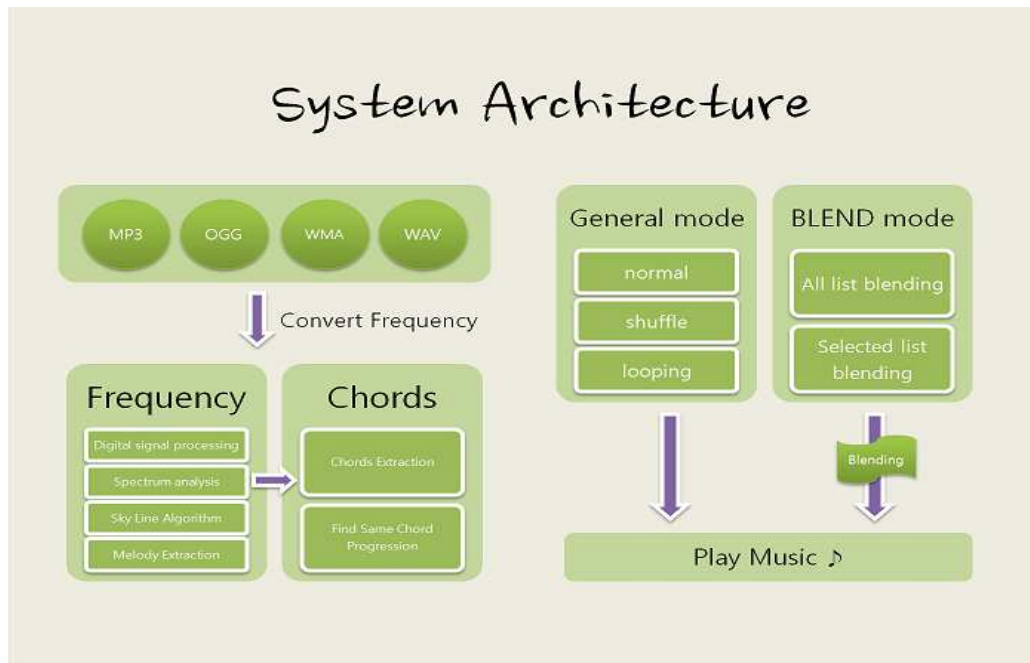 System Architecture
MP3
OGG
WMA
WAV
Convert Frequency
Frequency
Digital signal processing
Spectrum analysis
Sky Line Algorithm
Melody Extraction
Chords
Chords Extraction
Find Same Chord
Progression
General mode
normal
shuffle
looping
BLEND mode
All list blending
Selected list
blending
Blending
Play Music ♪